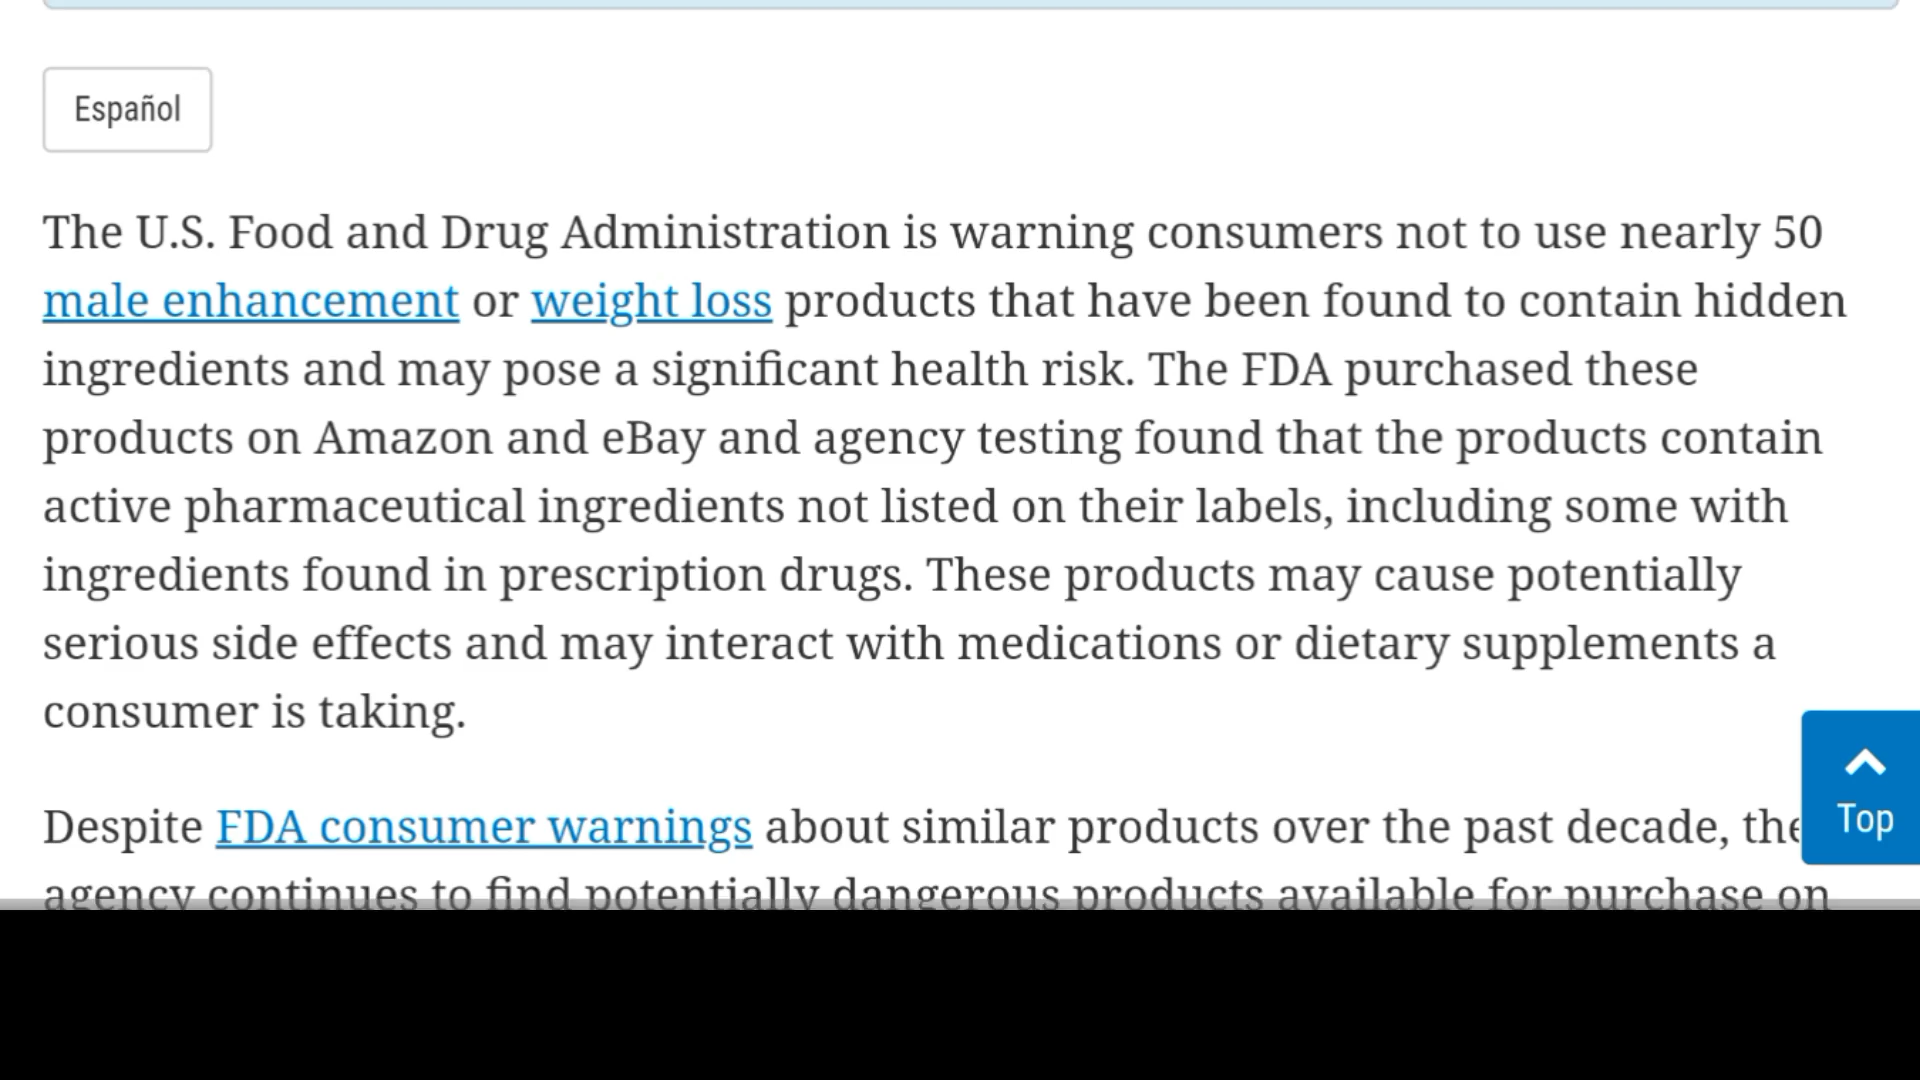 Español
The U.S. Food and Drug Administration is warning consumers not to use nearly 50
male enhancement or weight loss products that have been found to contain hidden
ingredients and may pose a significant health risk. The FDA purchased these
products on Amazon and eBay and agency testing found that the products contain
active pharmaceutical ingredients not listed on their labels, including some with
ingredients found in prescription drugs. These products may cause potentially
serious side effects and may interact with medications or dietary supplements a
consumer is taking.
Despite FDA consumer warnings about similar products over the past decade, the
agency continues to find potentially dangerous products available for purchase on
Top